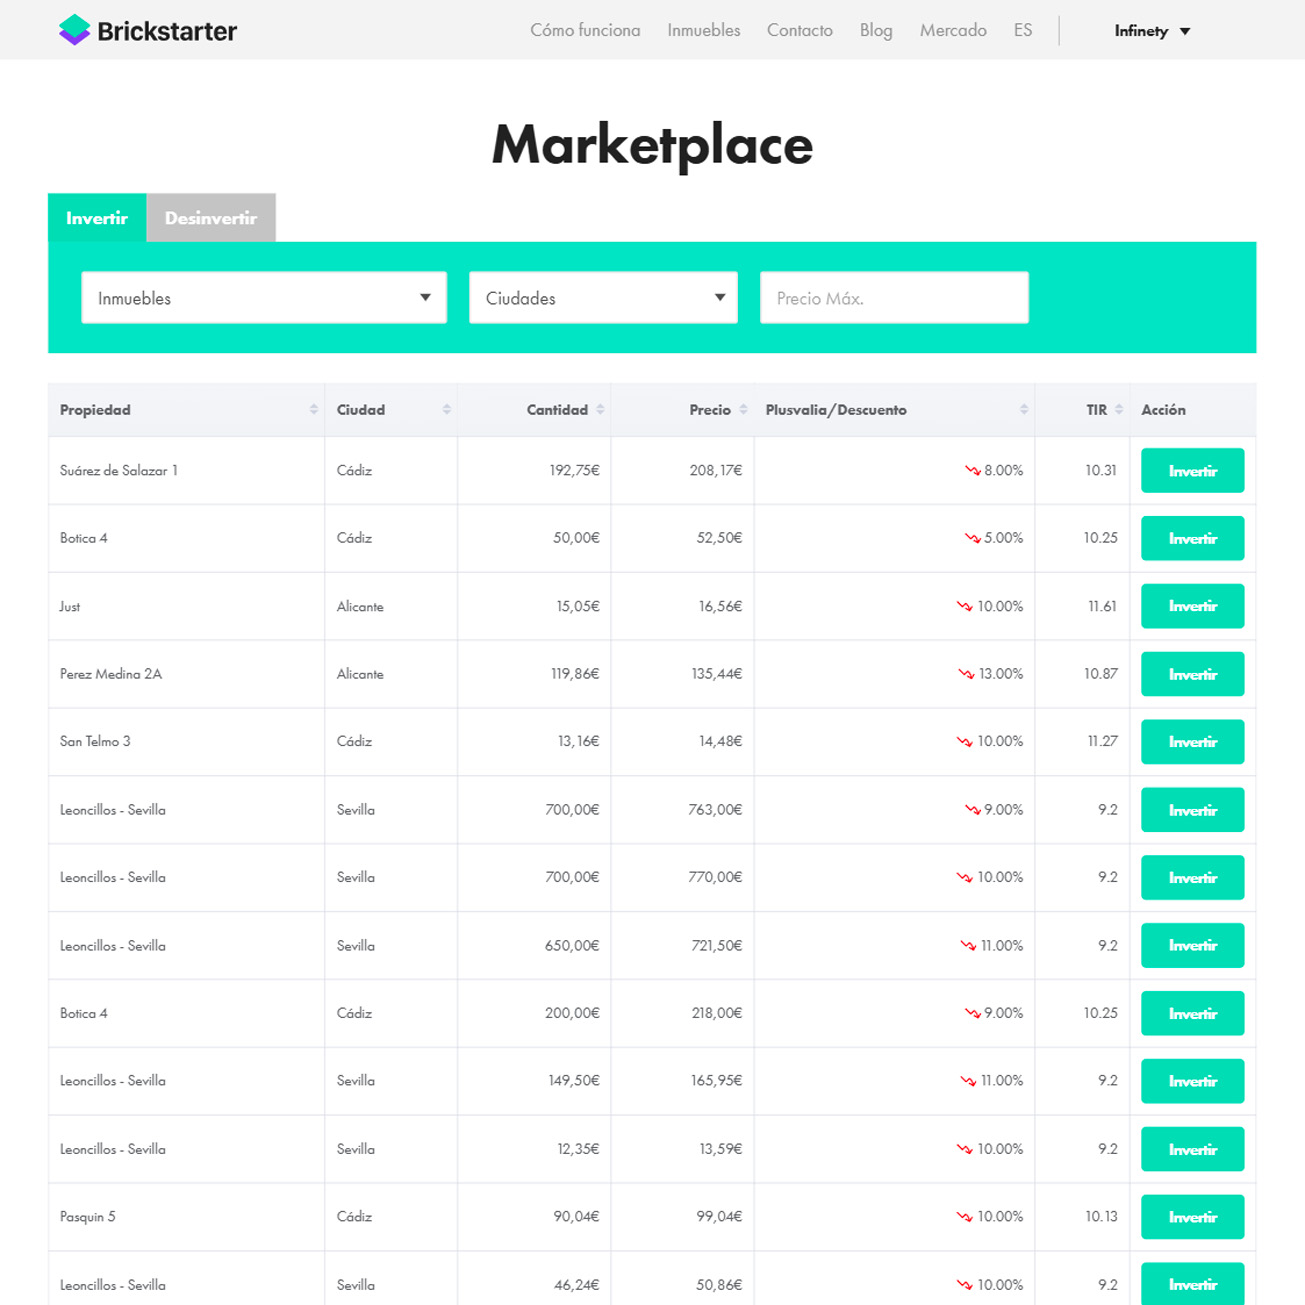 Brickstarter Cómo funciona Inmuebles Contacto Blog Mercado ES Infinety
Marketplace
Invertir Desinvertir
Inmuebles Ciudades Precio Máx.
Propiedad Ciudad Cantidad Precio Plusvalia/Descuento TIR Acción
Suárez de Salazar 1 Cádiz 192,75€ 208,17€ 8.00% 10.31 Invertir
Botica 4 Cádiz 50,00€ 52,50€ 5.00% 10.25 Invertir
Just Alicante 15,05€ 16,56€ 10.00% 11.61 Invertir
Perez Medina 2A Alicante 119,86€ 135,44€ 13.00% 10.87 Invertir
San Telmo 3 Cádiz 13,16€ 14,48€ 10.00% 11.27 Invertir
Leoncillos - Sevilla Sevilla 700,00€ 763,00€ 9.00% 9.2 Invertir
Leoncillos - Sevilla Sevilla 700,00€ 770,00€ 10.00% 9.2 Invertir
Leoncillos - Sevilla Sevilla 650,00€ 721,50€ 11.00% 9.2 Invertir
Botica 4 Cádiz 200,00€ 218,00€ 9.00% 10.25 Invertir
Leoncillos - Sevilla Sevilla 149,50€ 165,95€ 11.00% 9.2 Invertir
Leoncillos - Sevilla Sevilla 12,35€ 13,59€ 10.00% 9.2 Invertir
Pasquin 5 Cádiz 90,04€ 99,04€ 10.00% 10.13 Invertir
Leoncillos - Sevilla Sevilla 46,24€ 50,86€ 10.00% 9.2 Invertir